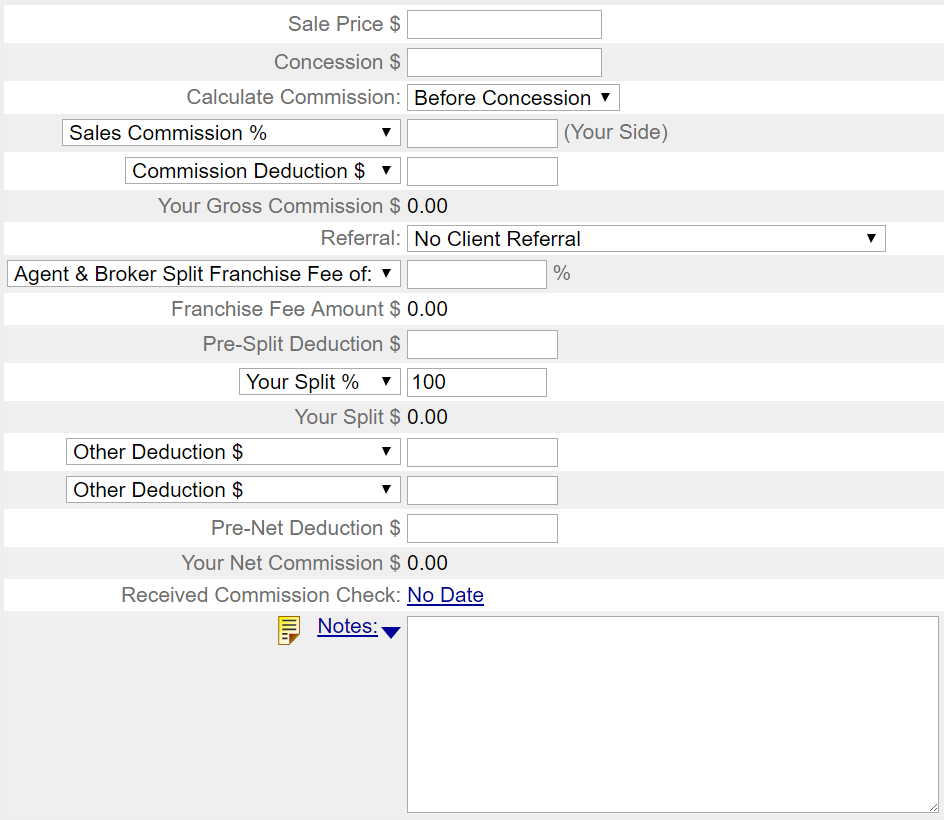 Sale Price $
Concession $
Calculate Commission: Before Concession ▼
Sales Commission % ▼ (Your Side)
Commission Deduction $ ▼
Your Gross Commission $ 0.00
Referral: No Client Referral ▼
Agent & Broker Split Franchise Fee of: ▼ %
Franchise Fee Amount $ 0.00
Pre-Split Deduction $
Your Split % ▼ 100
Your Split $ 0.00
Other Deduction $ ▼
Other Deduction $ ▼
Pre-Net Deduction $
Your Net Commission $ 0.00
Received Commission Check: No Date
Notes: